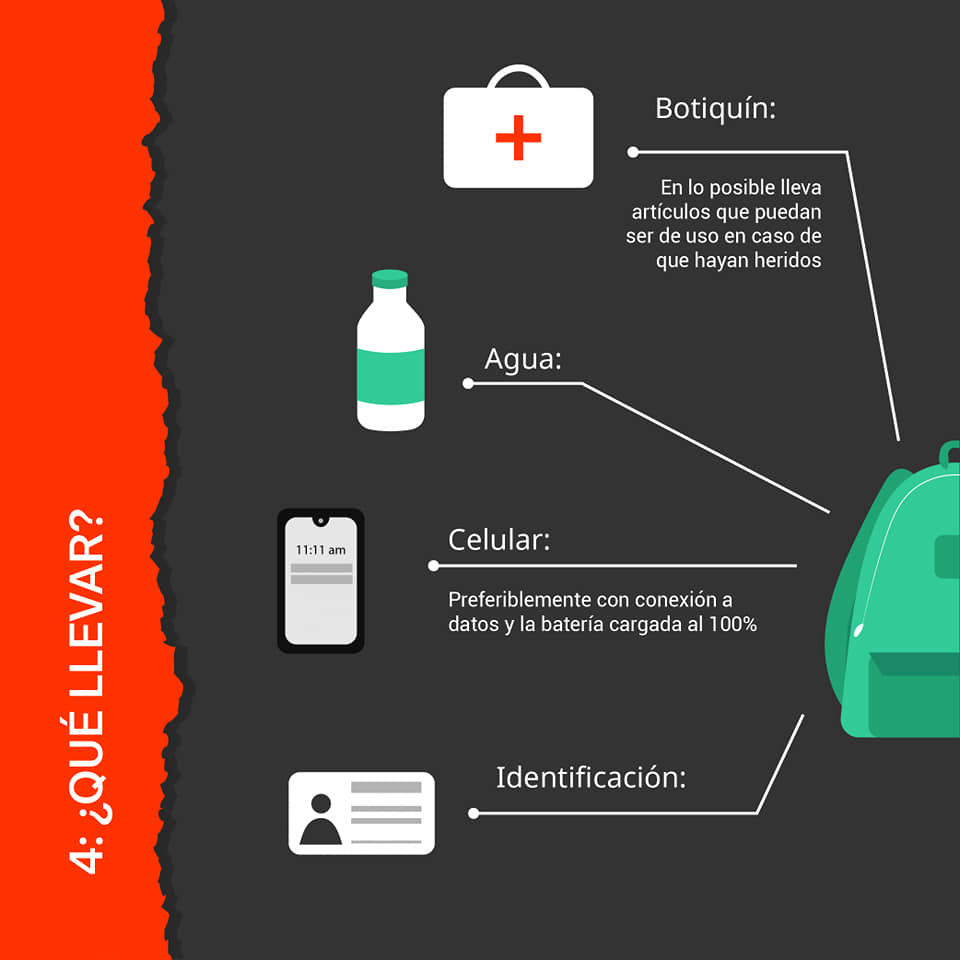 4: ¿QUÉ LLEVAR?
Botiquín:
En lo posible lleva
artículos que puedan
ser de uso en caso de
que hayan heridos
Agua:
11:11 am
Celular:
Preferiblemente con conexión a
datos y la batería cargada al 100%
Identificación: